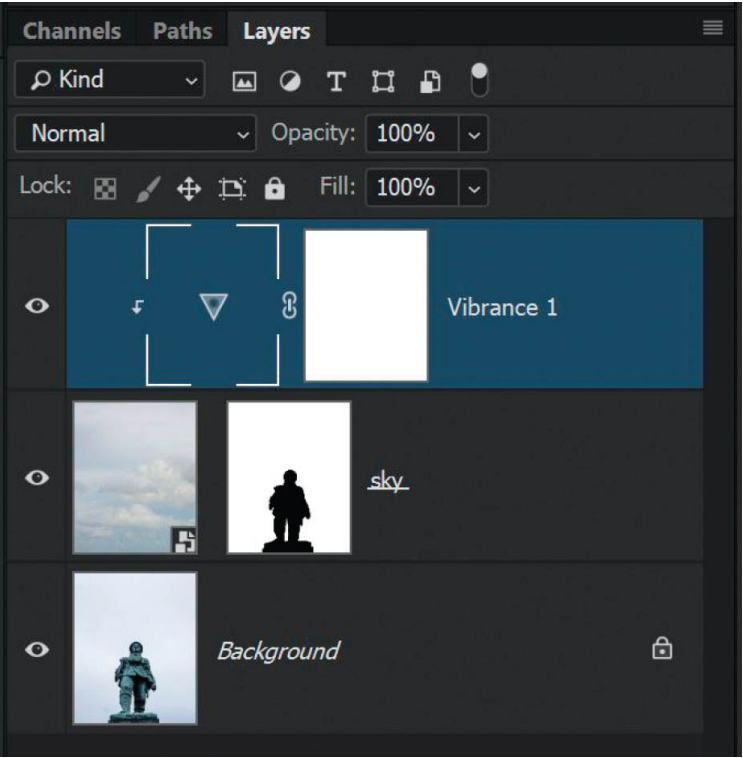 Channels Paths Layers
Kind
Normal Opacity: 100%
Lock: Fill: 100%
Vibrance 1
sky
Background